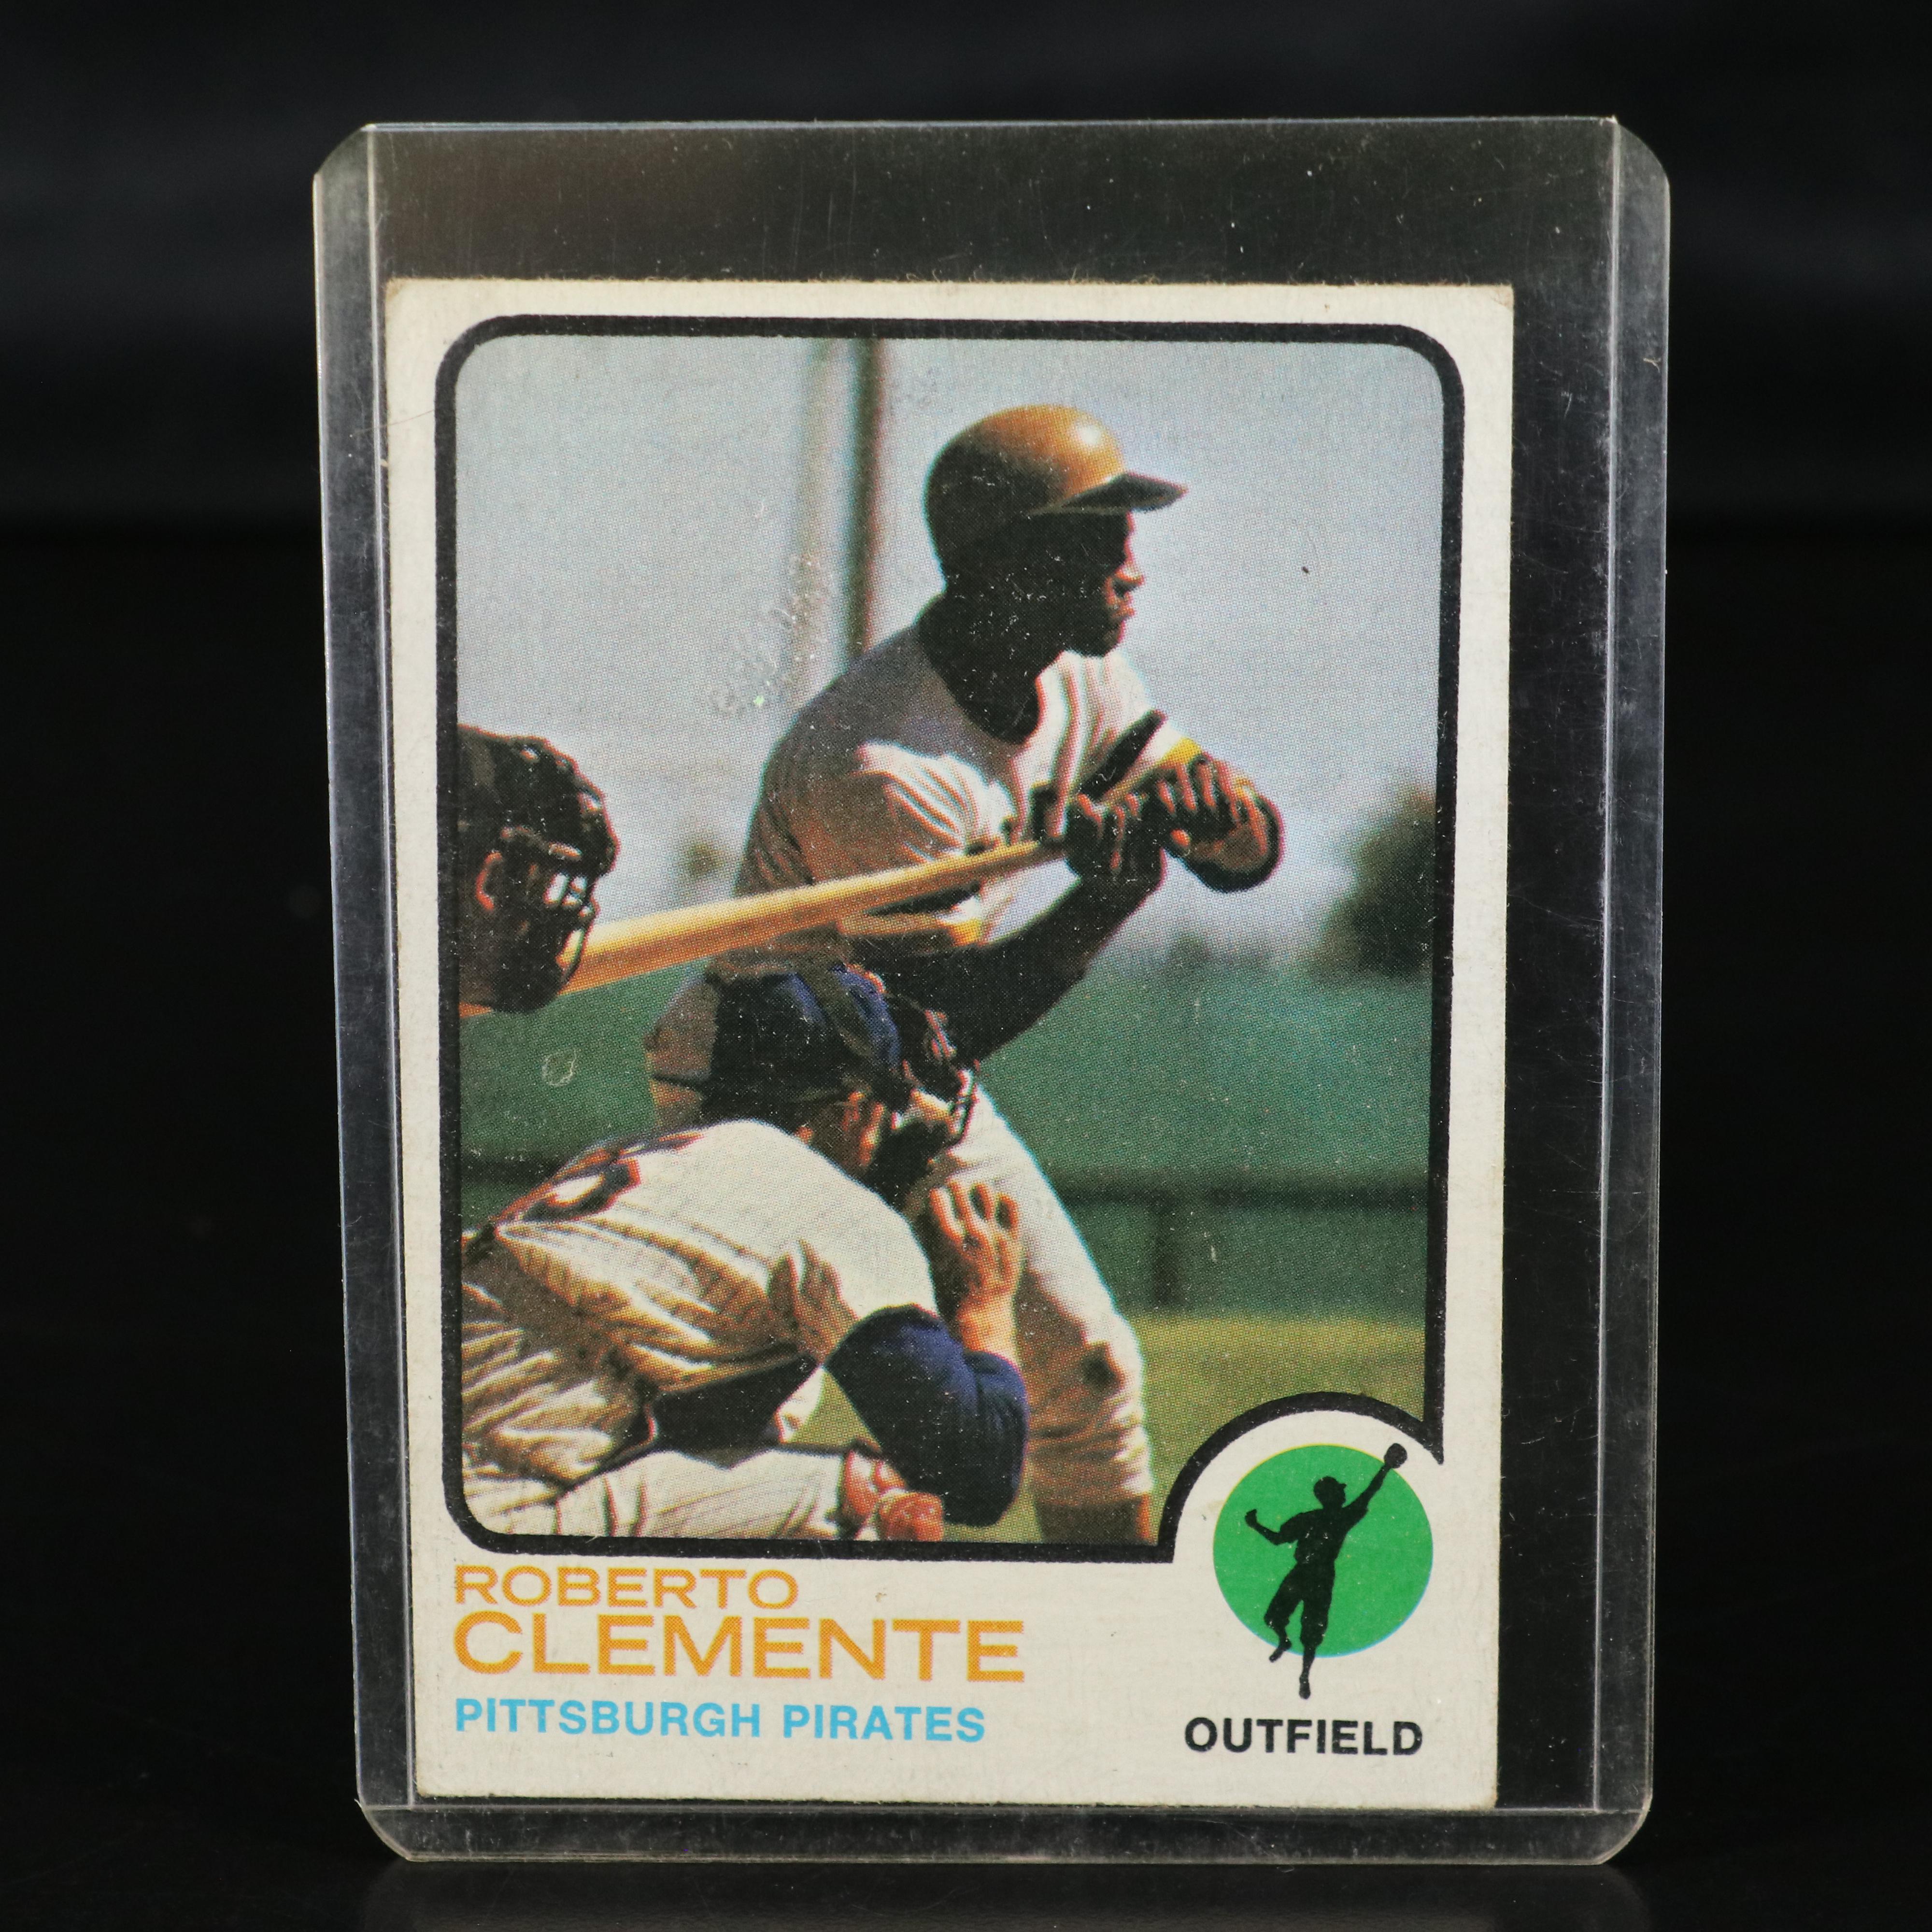 ROBERTO
CLEMENTE
PITTSBURGH PIRATES
OUTFIELD